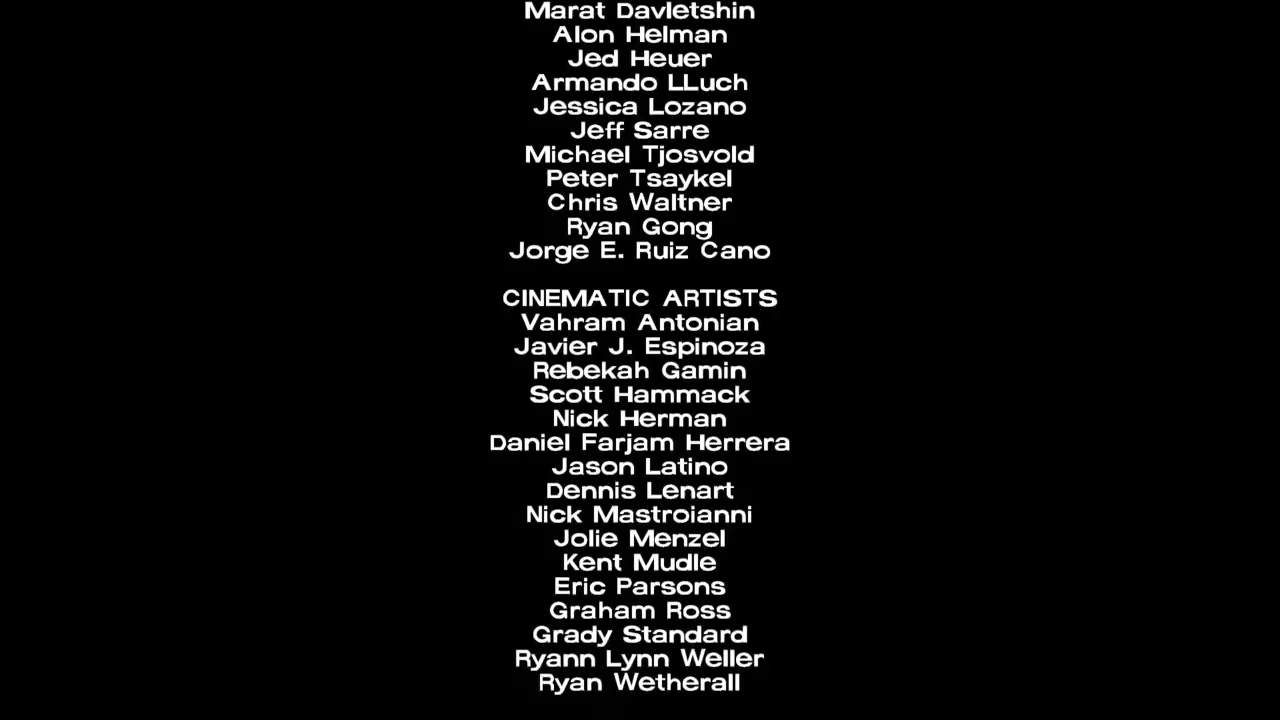 Marat Davletshin
Alon Helman
Jed Heuer
Armando LLuch
Jessica Lozano
Jeff Sarre
Michael Tjosvold
Peter Tsaykel
Chris Waltner
Ryan Gong
Jorge E. Ruiz Cano
CINEMATIC ARTISTS
Vahram Antonian
Javier J. Espinoza
Rebekah Gamin
Scott Hammack
Nick Herman
Daniel Farjam Herrera
Jason Latino
Dennis Lenart
Nick Mastroianni
Jolie Menzel
Kent Mudle
Eric Parsons
Graham Ross
Grady Standard
Ryann Lynn Weller
Ryan Wetherall